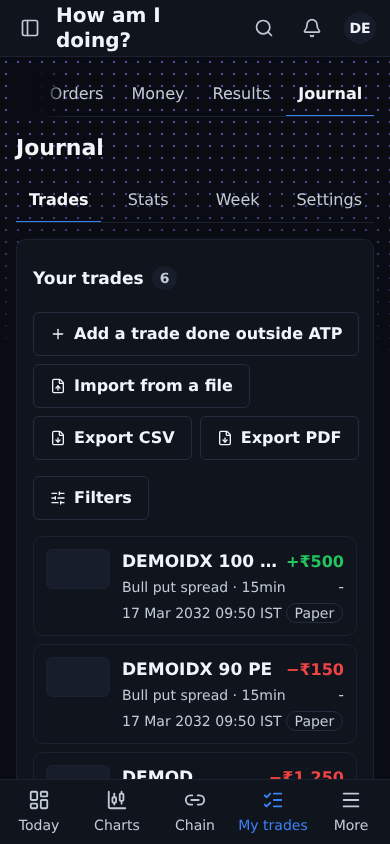 How am I
doing?
DE
Orders Money Results Journal
Journal
Trades Stats Week Settings
Your trades 6
+ Add a trade done outside ATP
Import from a file
Export CSV Export PDF
Filters
DEMOIDX 100 ... +₹500
Bull put spread · 15min -
17 Mar 2032 09:50 IST Paper
DEMOIDX 90 PE −₹150
Bull put spread · 15min -
17 Mar 2032 09:50 IST Paper
DEMOD −₹1,250
Today Charts Chain My trades More